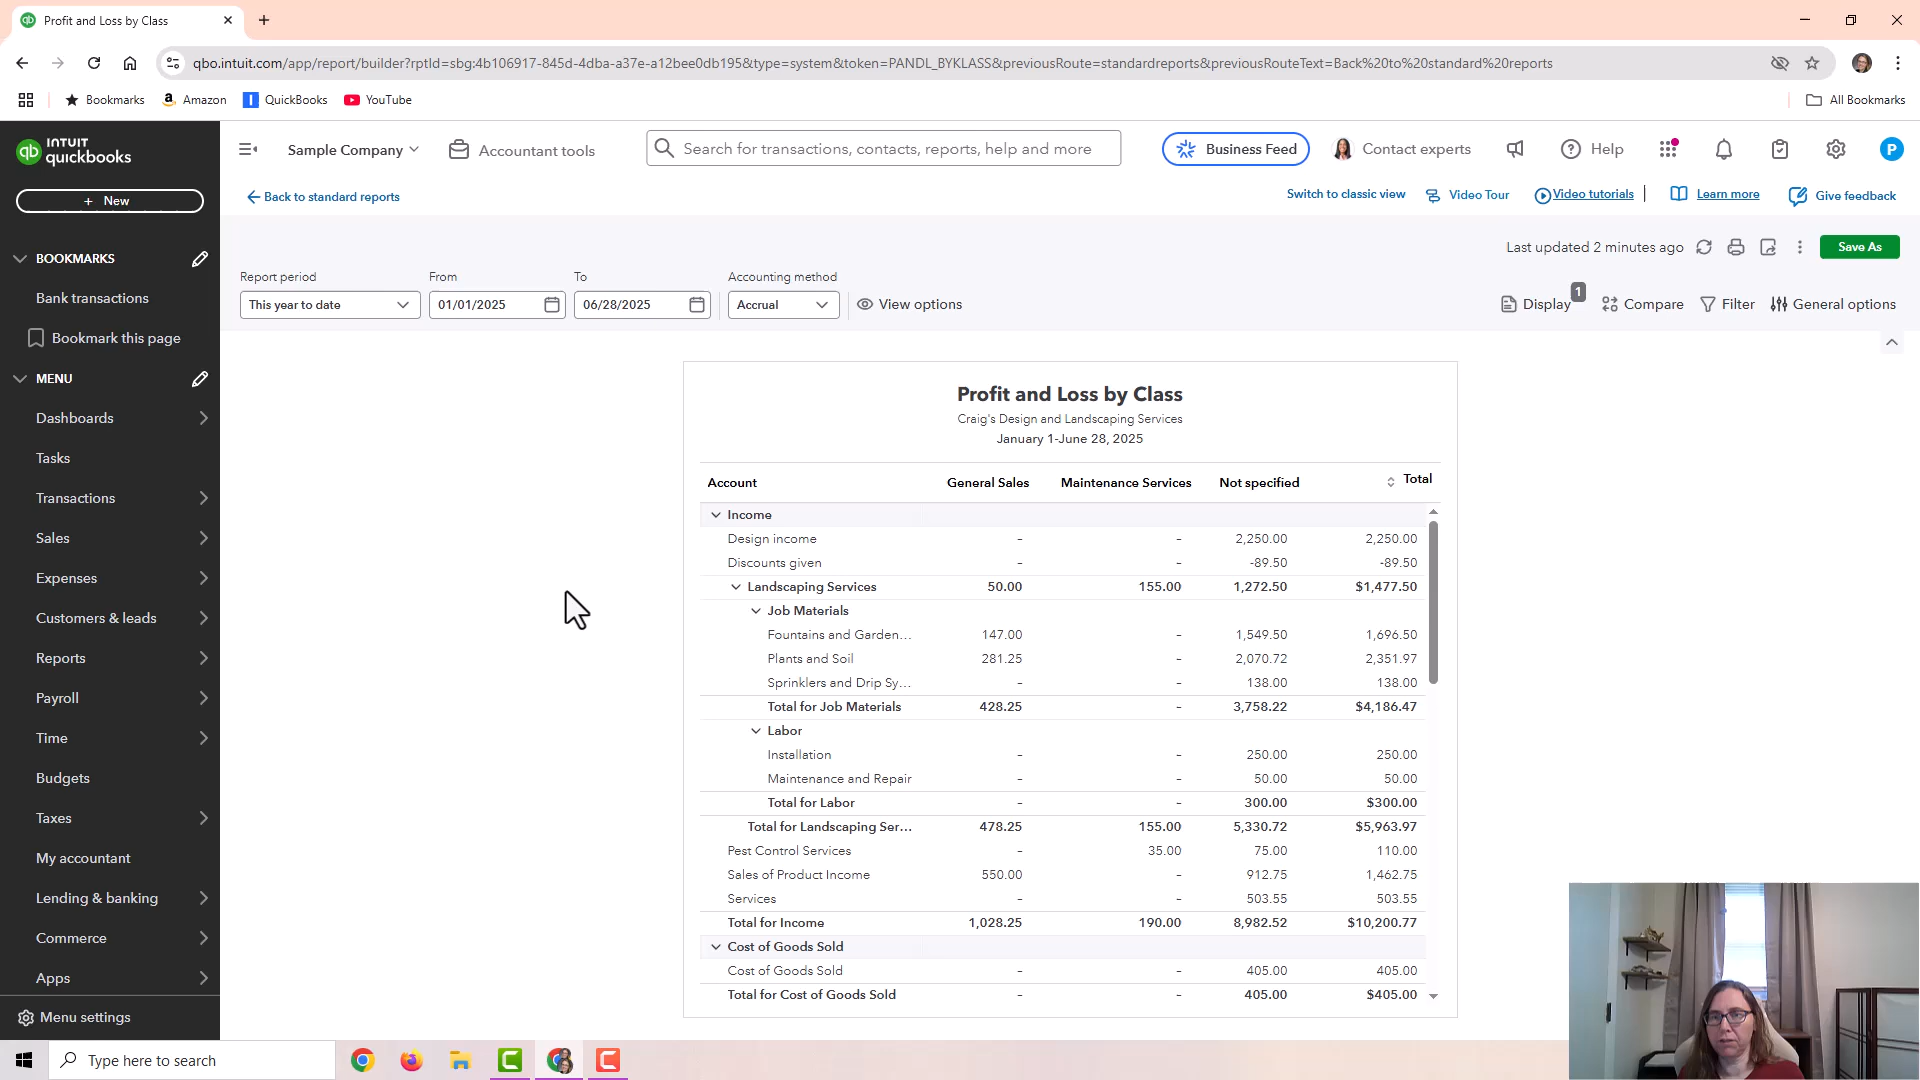 Profit and Loss by Class
qbo.intuit.com/app/report/builder?rptId=sbg:4b106917-845d-4dba-a37e-a12bee0db195&type=system&token=PANDL_BYKLASS&previousRoute=standardreports&previousRouteText=Back%20to%20standard%20reports
Bookmarks Amazon QuickBooks YouTube All Bookmarks
INTUIT
quickbooks
Sample Company Accountant tools Search for transactions, contacts, reports, help and more Business Feed Contact experts Help P
+ New
Back to standard reports Switch to classic view Video Tour Video tutorials Learn more Give feedback
Last updated 2 minutes ago Save As
BOOKMARKS
Bank transactions
Bookmark this page
MENU
Dashboards
Tasks
Transactions
Sales
Expenses
Customers & leads
Reports
Payroll
Time
Budgets
Taxes
My accountant
Lending & banking
Commerce
Apps
Menu settings
Report period From To Accounting method
This year to date 01/01/2025 06/28/2025 Accrual View options Display 1 Compare Filter General options
Profit and Loss by Class
Craig's Design and Landscaping Services
January 1-June 28, 2025
Account General Sales Maintenance Services Not specified Total
Income
Design income - - 2,250.00 2,250.00
Discounts given - - -89.50 -89.50
Landscaping Services 50.00 155.00 1,272.50 $1,477.50
Job Materials
Fountains and Garden... 147.00 - 1,549.50 1,696.50
Plants and Soil 281.25 - 2,070.72 2,351.97
Sprinklers and Drip Sy... - - 138.00 138.00
Total for Job Materials 428.25 - 3,758.22 $4,186.47
Labor
Installation - - 250.00 250.00
Maintenance and Repair - - 50.00 50.00
Total for Labor - - 300.00 $300.00
Total for Landscaping Ser... 478.25 155.00 5,330.72 $5,963.97
Pest Control Services - 35.00 75.00 110.00
Sales of Product Income 550.00 - 912.75 1,462.75
Services - - 503.55 503.55
Total for Income 1,028.25 190.00 8,982.52 $10,200.77
Cost of Goods Sold
Cost of Goods Sold - - 405.00 405.00
Total for Cost of Goods Sold - - 405.00 $405.00
Type here to search